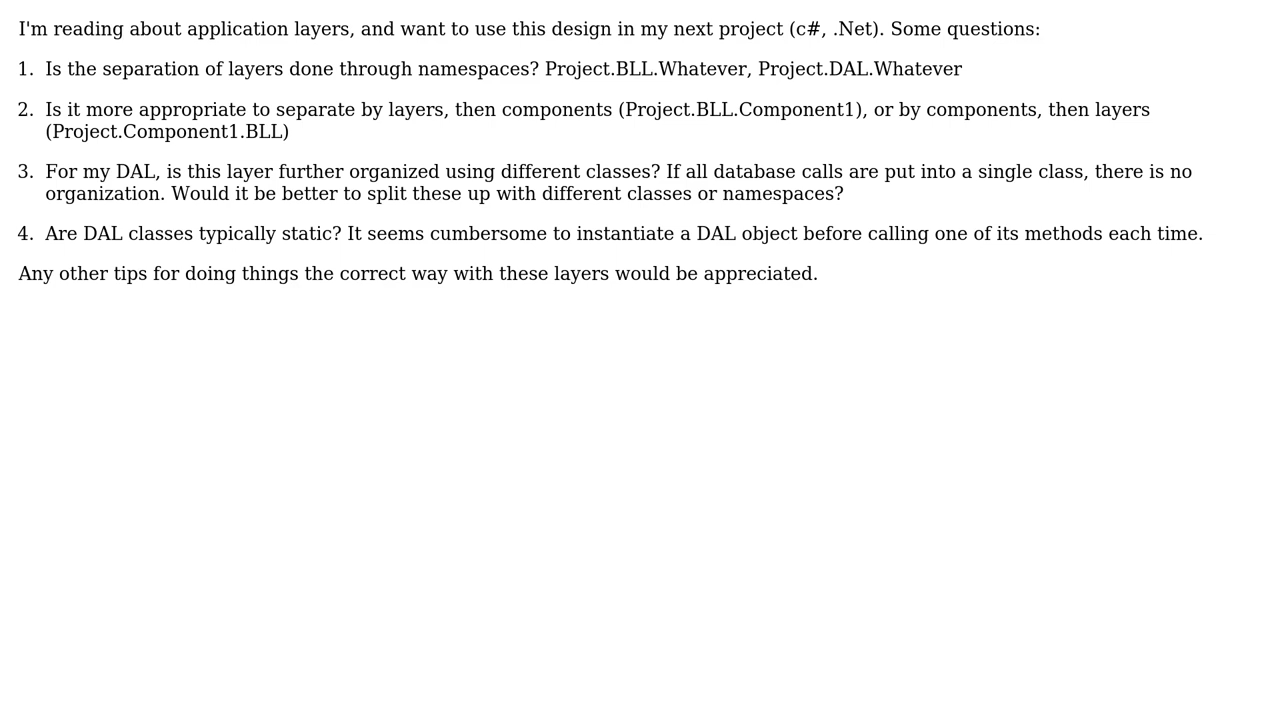 I'm reading about application layers, and want to use this design in my next project (c#, .Net). Some questions:
1. Is the separation of layers done through namespaces? Project.BLL.Whatever, Project.DAL.Whatever
2. Is it more appropriate to separate by layers, then components (Project.BLL.Component1), or by components, then layers
(Project.Component1.BLL)
3. For my DAL, is this layer further organized using different classes? If all database calls are put into a single class, there is no
organization. Would it be better to split these up with different classes or namespaces?
4. Are DAL classes typically static? It seems cumbersome to instantiate a DAL object before calling one of its methods each time.
Any other tips for doing things the correct way with these layers would be appreciated.